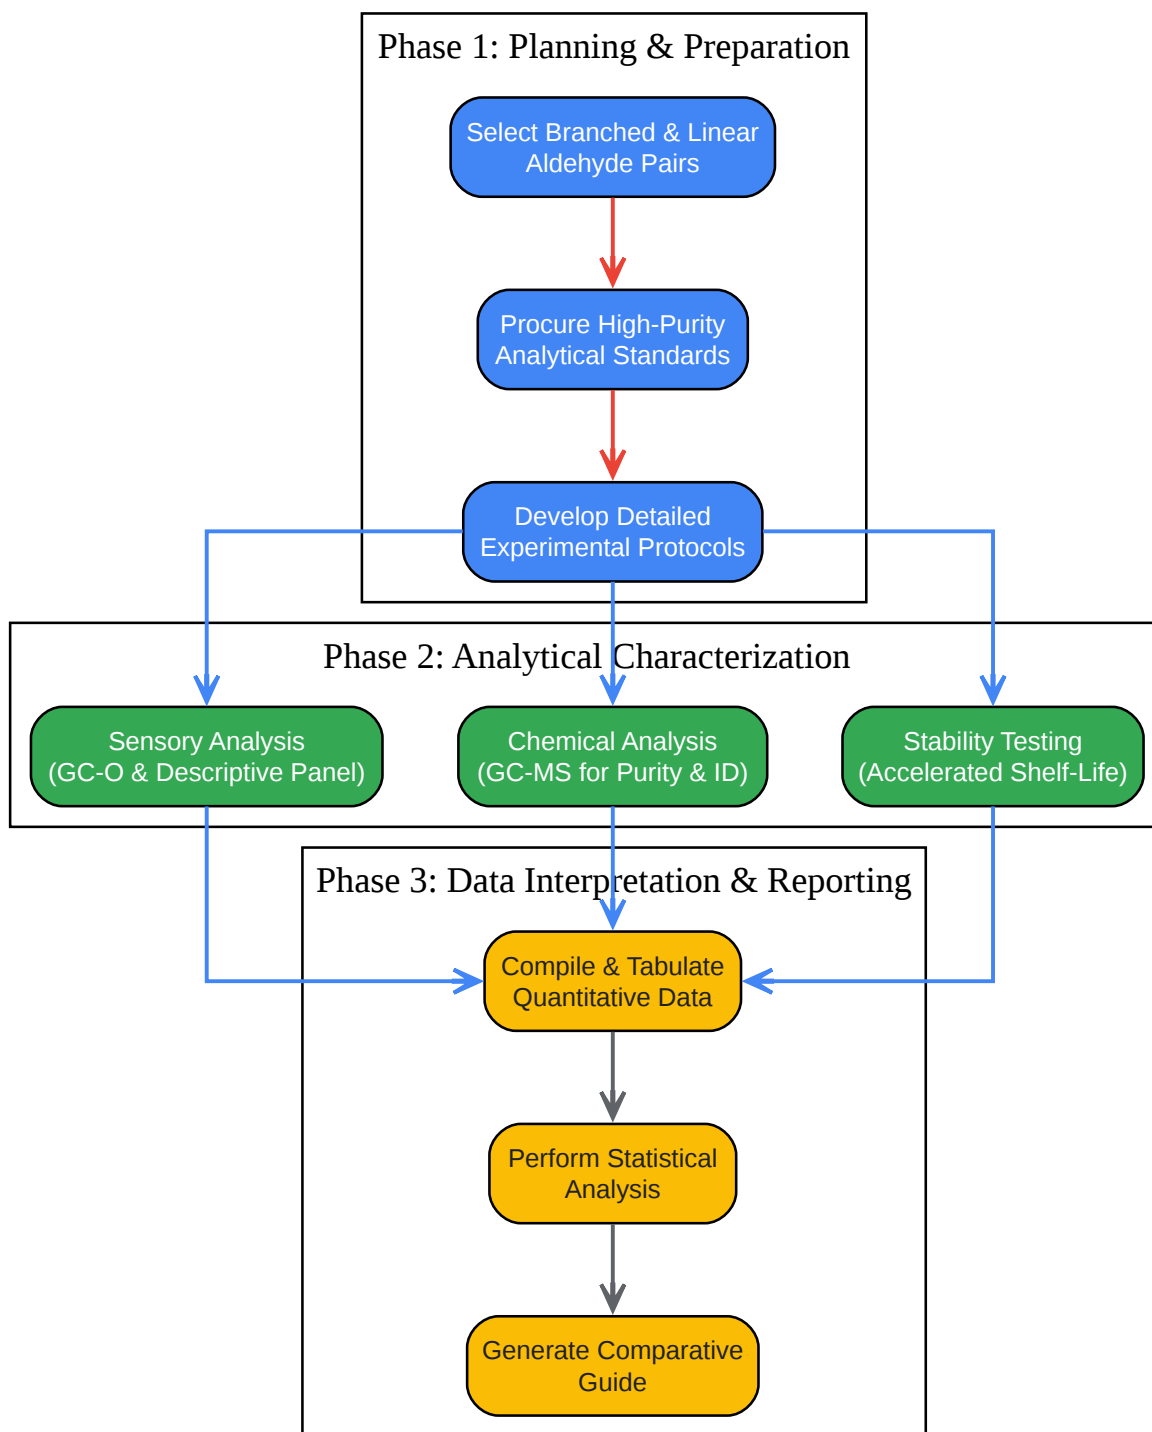 Phase 1: Planning & Preparation
Select Branched & Linear
Aldehyde Pairs
Procure High-Purity
Analytical Standards
Develop Detailed
Experimental Protocols
Phase 2: Analytical Characterization
Sensory Analysis
(GC-O & Descriptive Panel)
Chemical Analysis
(GC-MS for Purity & ID)
Stability Testing
(Accelerated Shelf-Life)
Phase 3: Data Interpretation & Reporting
Compile & Tabulate
Quantitative Data
Perform Statistical
Analysis
Generate Comparative
Guide